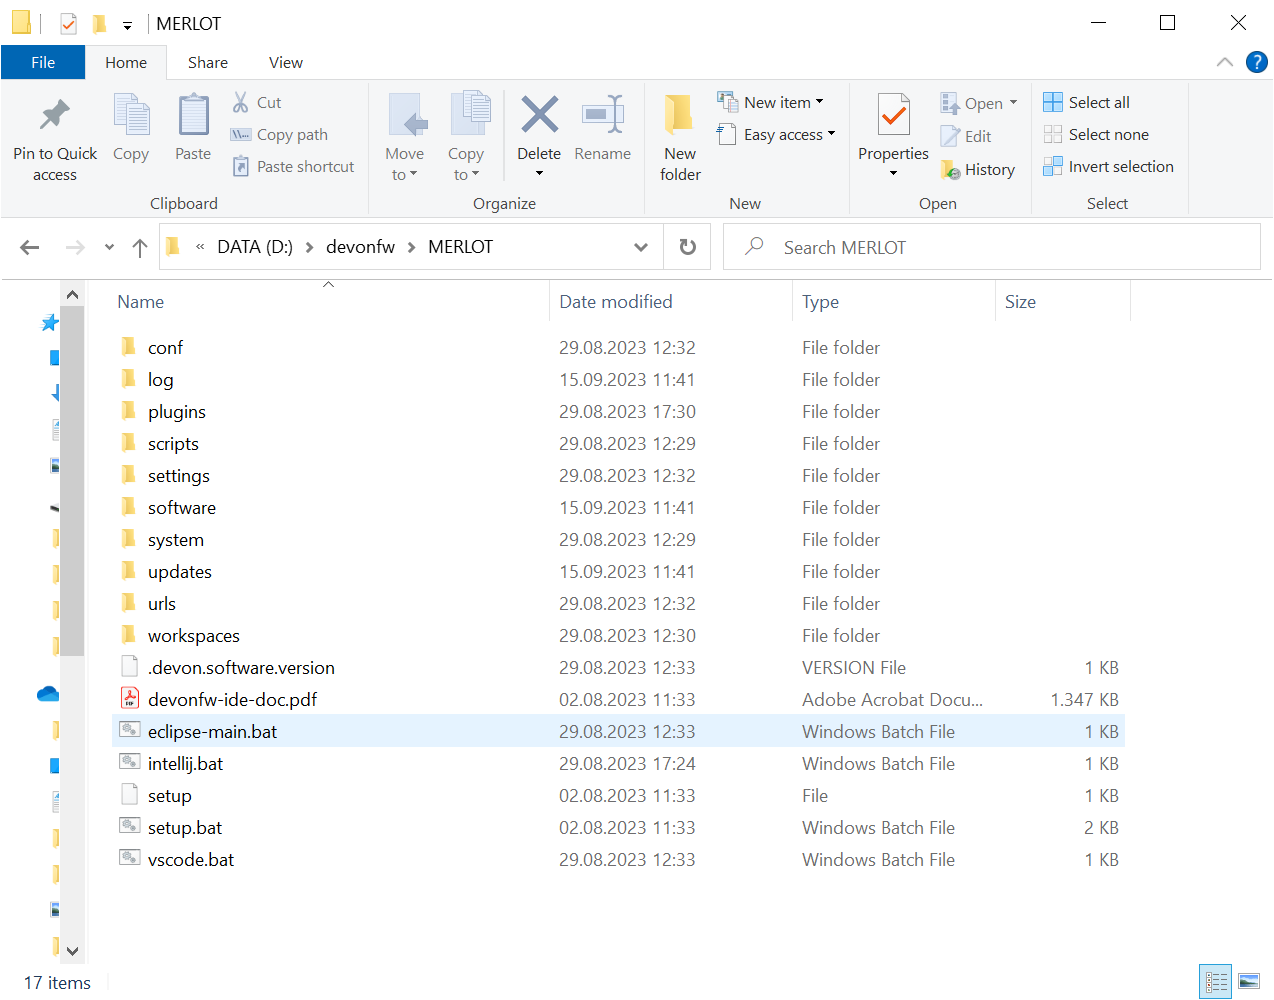 MERLOT
File Home Share View
Pin to Quick access
Copy
Paste
Cut
Copy path
Paste shortcut
Clipboard
Move to
Copy to
Delete
Rename
Organize
New folder
New item
Easy access
New
Properties
Open
Edit
History
Open
Select all
Select none
Invert selection
Select
« DATA (D:) > devonfw > MERLOT
Search MERLOT
Name Date modified Type Size
conf 29.08.2023 12:32 File folder
log 15.09.2023 11:41 File folder
plugins 29.08.2023 17:30 File folder
scripts 29.08.2023 12:29 File folder
settings 29.08.2023 12:32 File folder
software 15.09.2023 11:41 File folder
system 29.08.2023 12:29 File folder
updates 15.09.2023 11:41 File folder
urls 29.08.2023 12:32 File folder
workspaces 29.08.2023 12:30 File folder
.devon.software.version 29.08.2023 12:33 VERSION File 1 KB
devonfw-ide-doc.pdf 02.08.2023 11:33 Adobe Acrobat Docu... 1.347 KB
eclipse-main.bat 29.08.2023 12:33 Windows Batch File 1 KB
intellij.bat 29.08.2023 17:24 Windows Batch File 1 KB
setup 02.08.2023 11:33 File 1 KB
setup.bat 02.08.2023 11:33 Windows Batch File 2 KB
vscode.bat 29.08.2023 12:33 Windows Batch File 1 KB
17 items